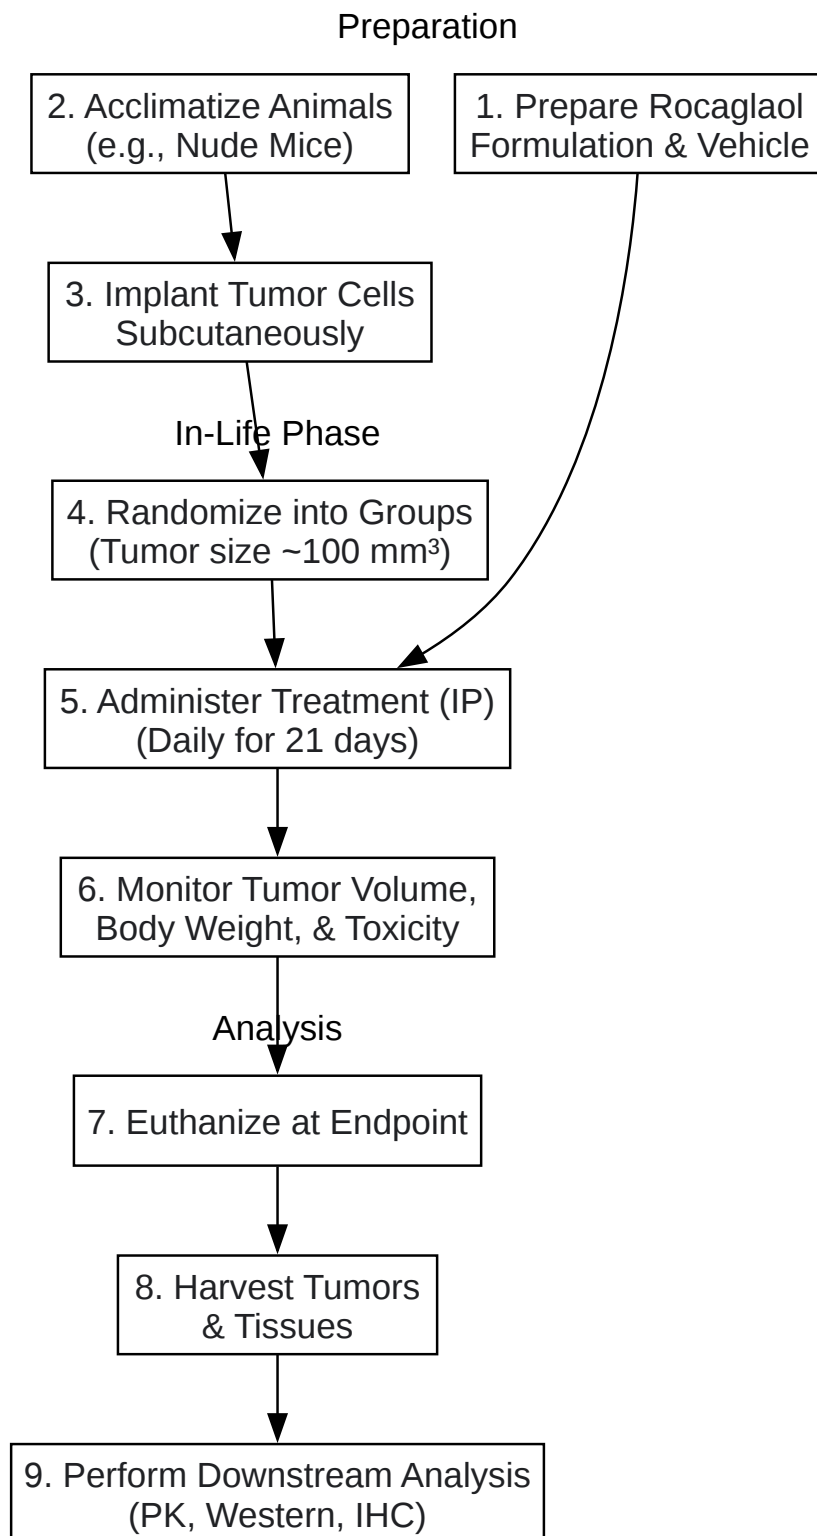 Preparation
2. Acclimatize Animals
(e.g., Nude Mice)
1. Prepare Rocaglaol
Formulation & Vehicle
3. Implant Tumor Cells
Subcutaneously
In-Life Phase
4. Randomize into Groups
(Tumor size ~100 mm³)
5. Administer Treatment (IP)
(Daily for 21 days)
6. Monitor Tumor Volume,
Body Weight, & Toxicity
Analysis
7. Euthanize at Endpoint
8. Harvest Tumors
& Tissues
9. Perform Downstream Analysis
(PK, Western, IHC)